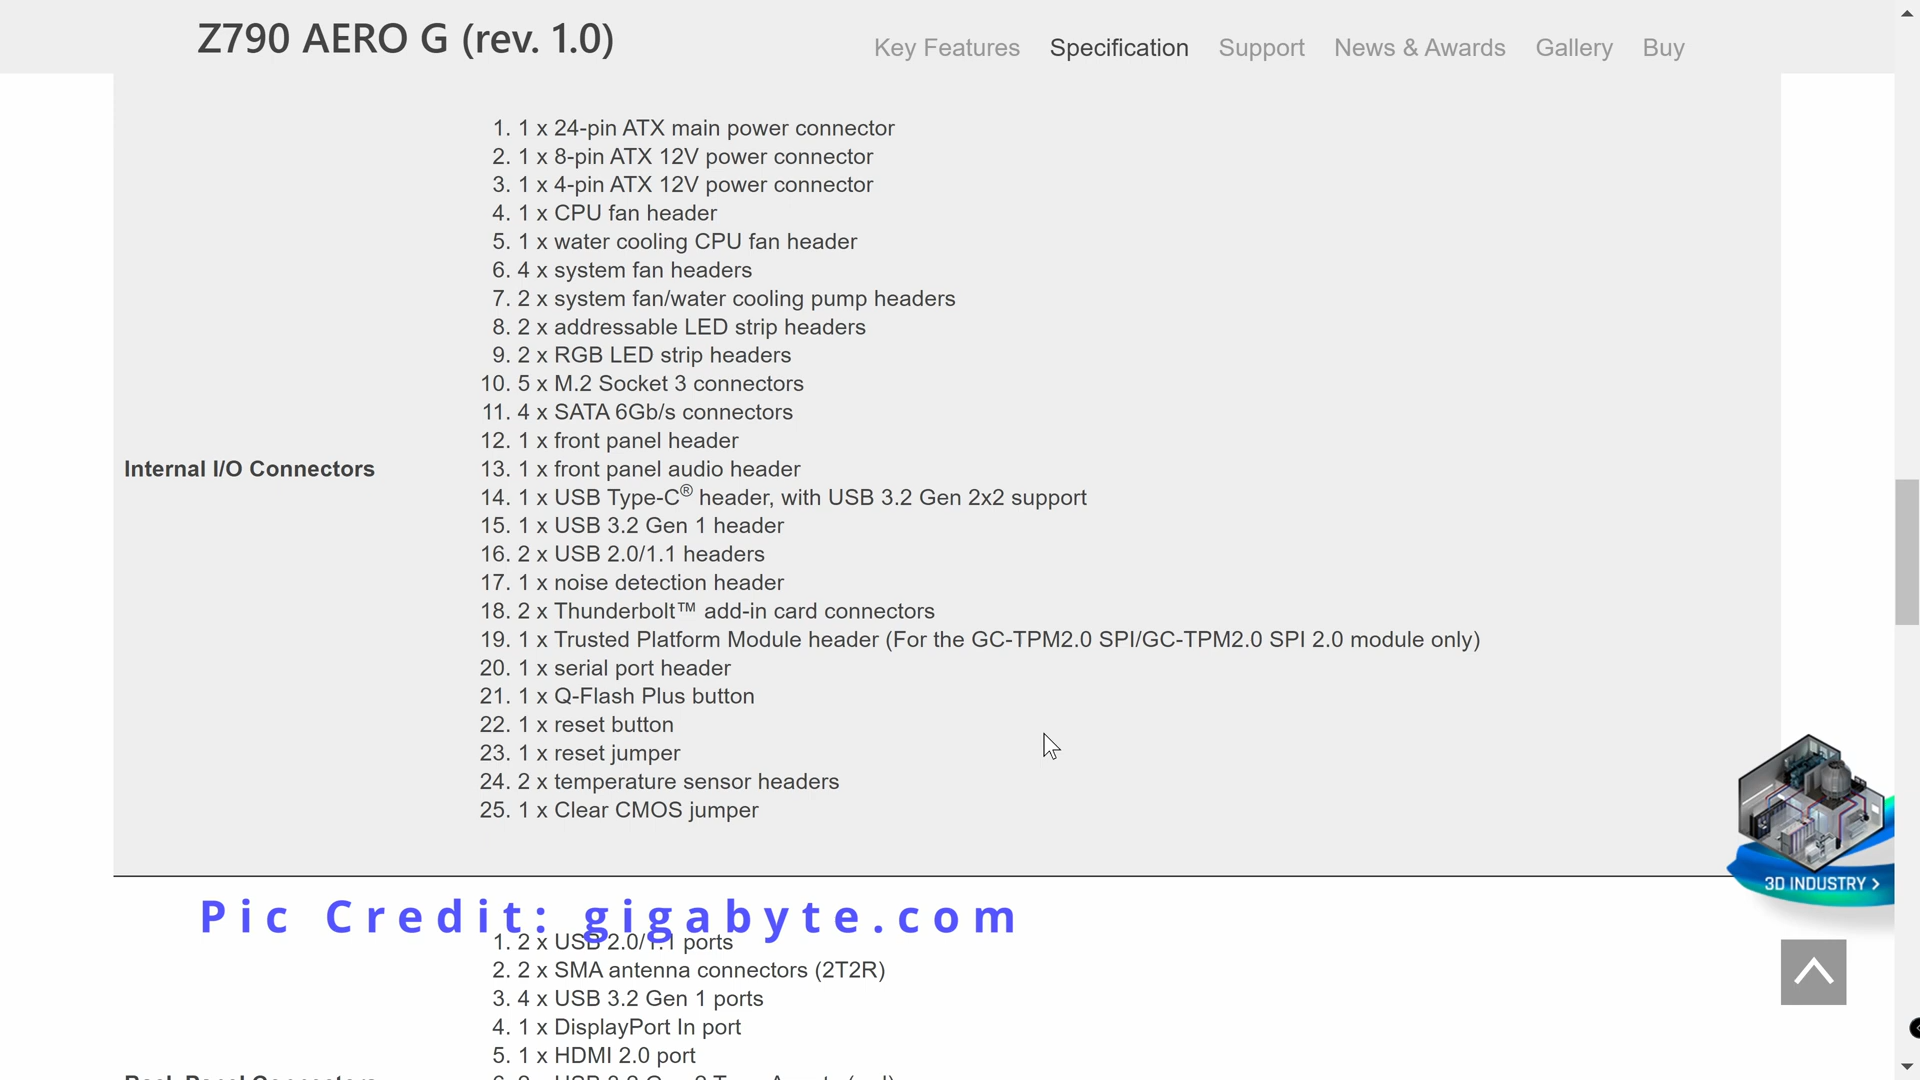 Z790 AERO G (rev. 1.0)
Key Features Specification Support News & Awards Gallery Buy
1. 1 x 24-pin ATX main power connector
2. 1 x 8-pin ATX 12V power connector
3. 1 x 4-pin ATX 12V power connector
4. 1 x CPU fan header
5. 1 x water cooling CPU fan header
6. 4 x system fan headers
7. 2 x system fan/water cooling pump headers
8. 2 x addressable LED strip headers
9. 2 x RGB LED strip headers
10. 5 x M.2 Socket 3 connectors
11. 4 x SATA 6Gb/s connectors
12. 1 x front panel header
Internal I/O Connectors
13. 1 x front panel audio header
14. 1 x USB Type-C® header, with USB 3.2 Gen 2x2 support
15. 1 x USB 3.2 Gen 1 header
16. 2 x USB 2.0/1.1 headers
17. 1 x noise detection header
18. 2 x Thunderbolt™ add-in card connectors
19. 1 x Trusted Platform Module header (For the GC-TPM2.0 SPI/GC-TPM2.0 SPI 2.0 module only)
20. 1 x serial port header
21. 1 x Q-Flash Plus button
22. 1 x reset button
23. 1 x reset jumper
24. 2 x temperature sensor headers
25. 1 x Clear CMOS jumper
3D INDUSTRY >
Pic Credit: gigabyte.com
1. 2 x USB 2.0/1.1 ports
2. 2 x SMA antenna connectors (2T2R)
3. 4 x USB 3.2 Gen 1 ports
4. 1 x DisplayPort In port
5. 1 x HDMI 2.0 port